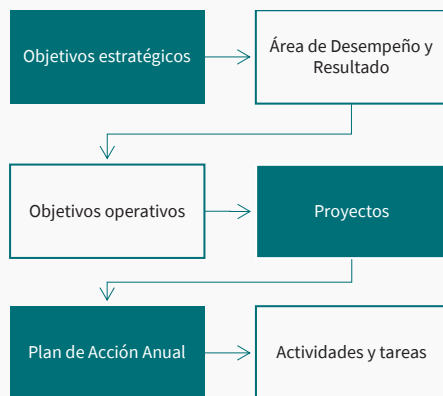 Objetivos estratégicos
Área de Desempeño y
Resultado
Objetivos operativos
Proyectos
Plan de Acción Anual
Actividades y tareas